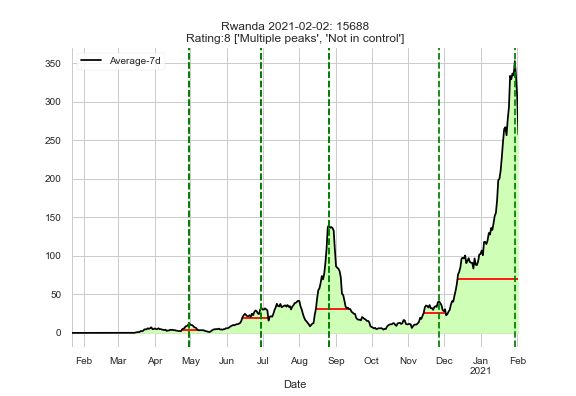 Rwanda 2021-02-02: 15688
Rating:8 ['Multiple peaks', 'Not in control']
Average-7d
350
300
250
200
150
100
50
0
Feb Mar Apr May Jun Jul Aug Sep Oct Nov Dec Jan Feb
2021
Date